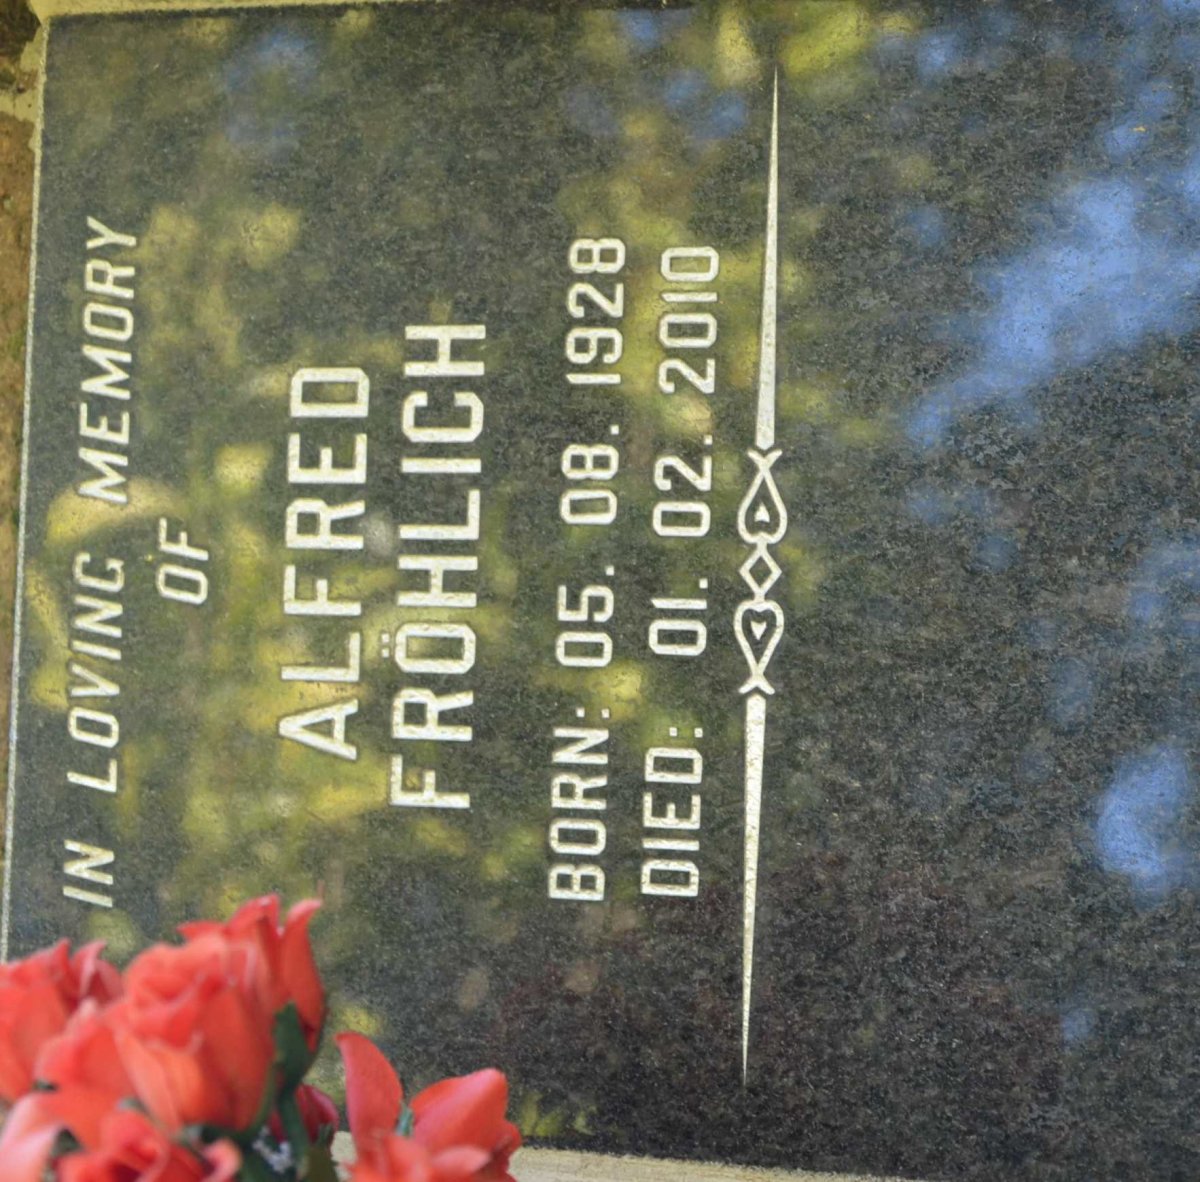 IN LOVING MEMORY
OF
ALFRED
FRÖHLICH
BORN: 05. 08. 1928
DIED: 01. 02. 2010